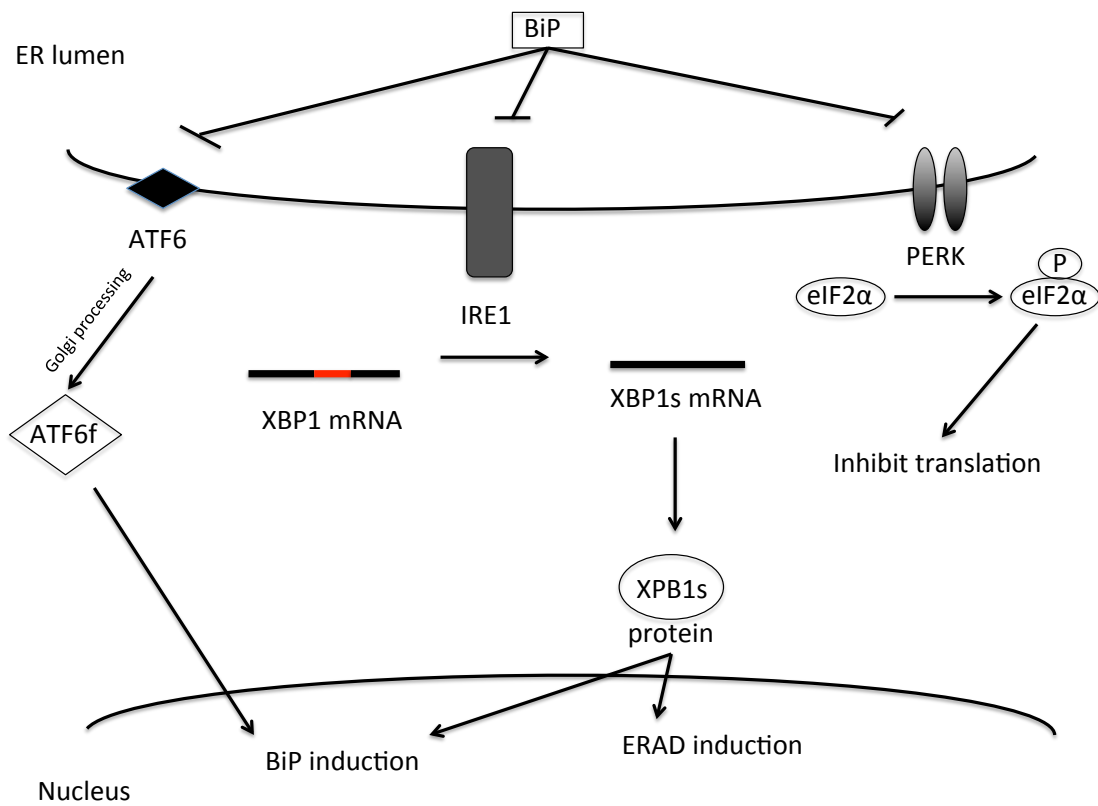 BiP
ER lumen
ATF6
PERK
P
eIF2α
eIF2α
Golgi processing
IRE1
XBP1 mRNA
XBP1s mRNA
ATF6f
Inhibit translation
XPB1s
protein
BiP induction
ERAD induction
Nucleus